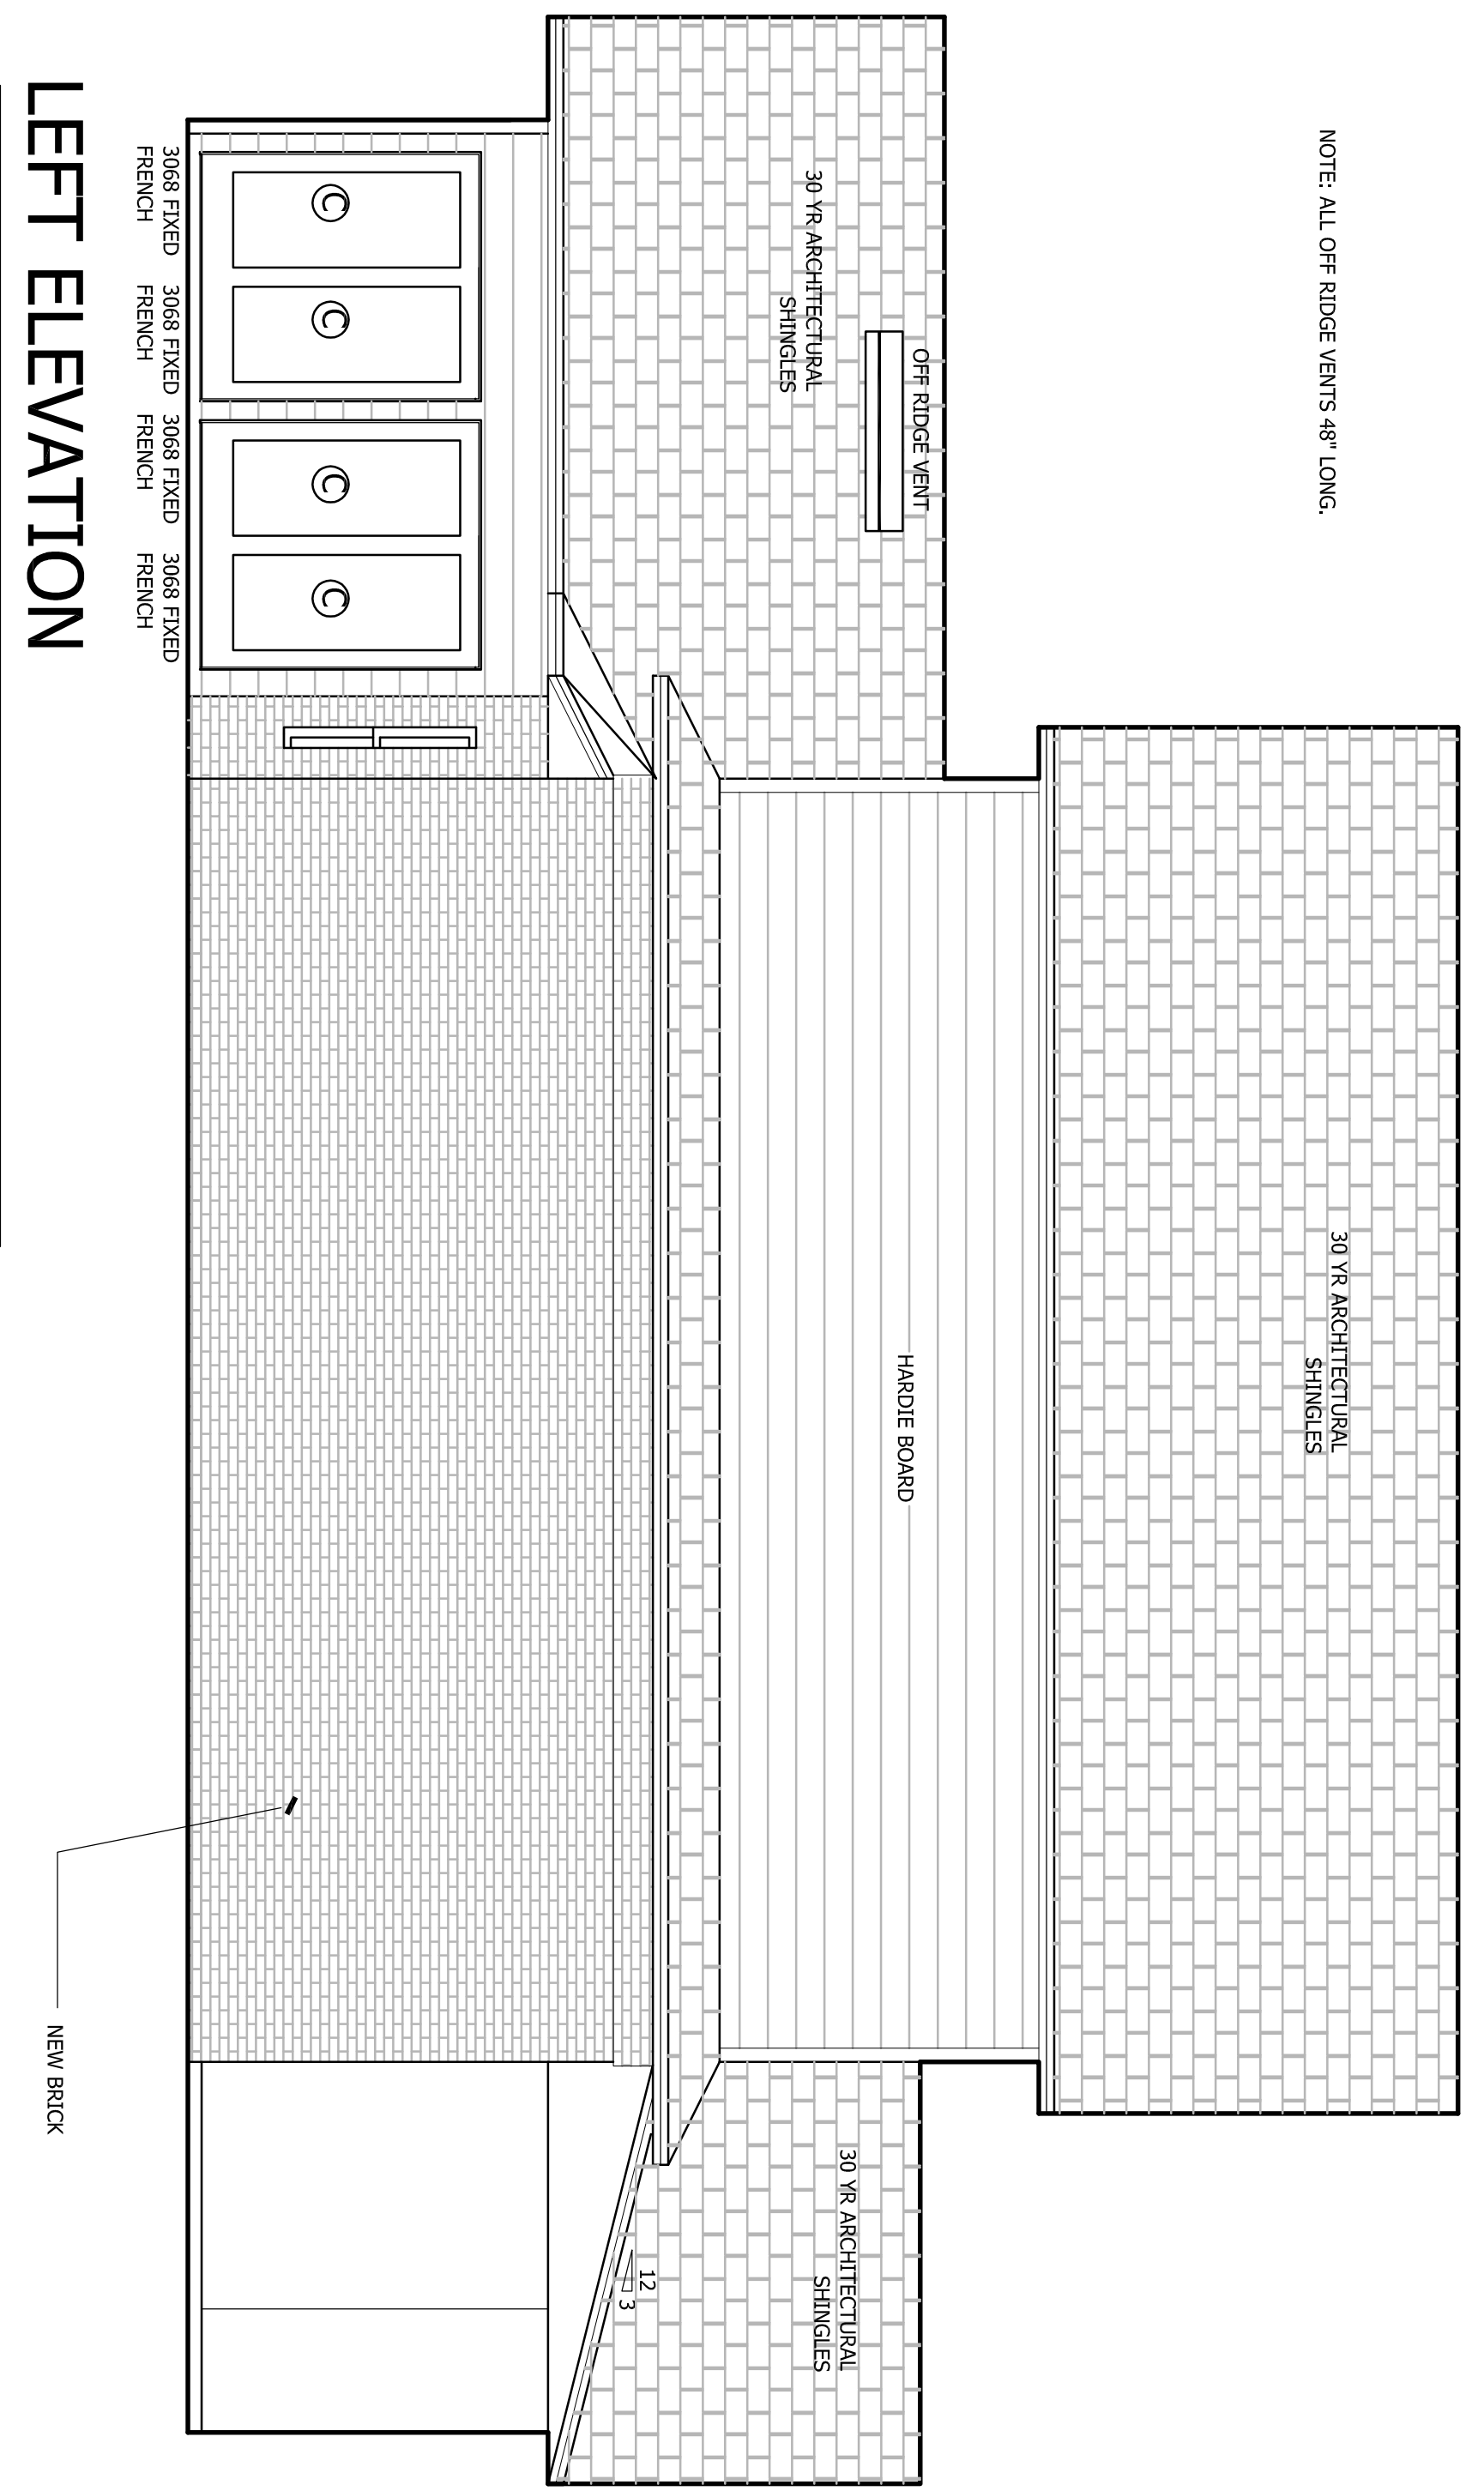 NOTE: ALL OFF RIDGE VENTS 48" LONG.
30 YR ARCHITECTURAL
SHINGLES
OFF RIDGE VENT
30 YR ARCHITECTURAL
SHINGLES
HARDIE BOARD
30 YR ARCHITECTURAL
SHINGLES
12
3
C
C
C
C
3068 FIXED
FRENCH
3068 FIXED
FRENCH
3068 FIXED
FRENCH
3068 FIXED
FRENCH
NEW BRICK
LEFT ELEVATION